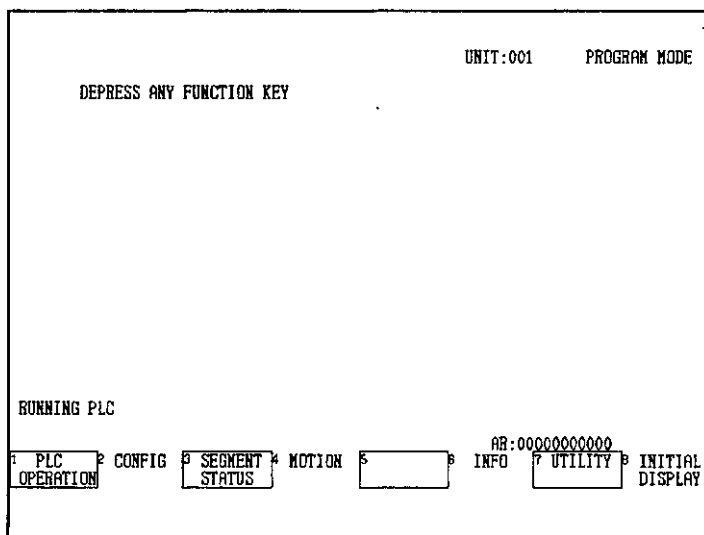 UNIT:001 PROGRAM MODE
DEPRESS ANY FUNCTION KEY
RUNNING PLC
AR:00000000000
1 PLC OPERATION 2 CONFIG 3 SEGMENT STATUS 4 MOTION 5 6 INFO 7 UTILITY 8 INITIAL DISPLAY